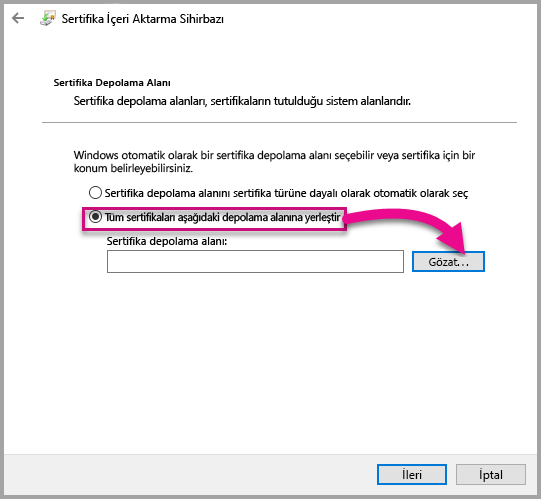 Sertifika İçeri Aktarma Sihirbazı
Sertifika Depolama Alanı
Sertifika depolama alanları, sertifikaların tutulduğu sistem alanlarıdır.
Windows otomatik olarak bir sertifika depolama alanı seçebilir veya sertifika için bir
konum belirleyebilirsiniz.
Sertifika depolama alanını sertifika türüne dayalı olarak otomatik olarak seç
Tüm sertifikaları aşağıdaki depolama alanına yerleştir
Sertifika depolama alanı:
Gözat...
İleri
İptal